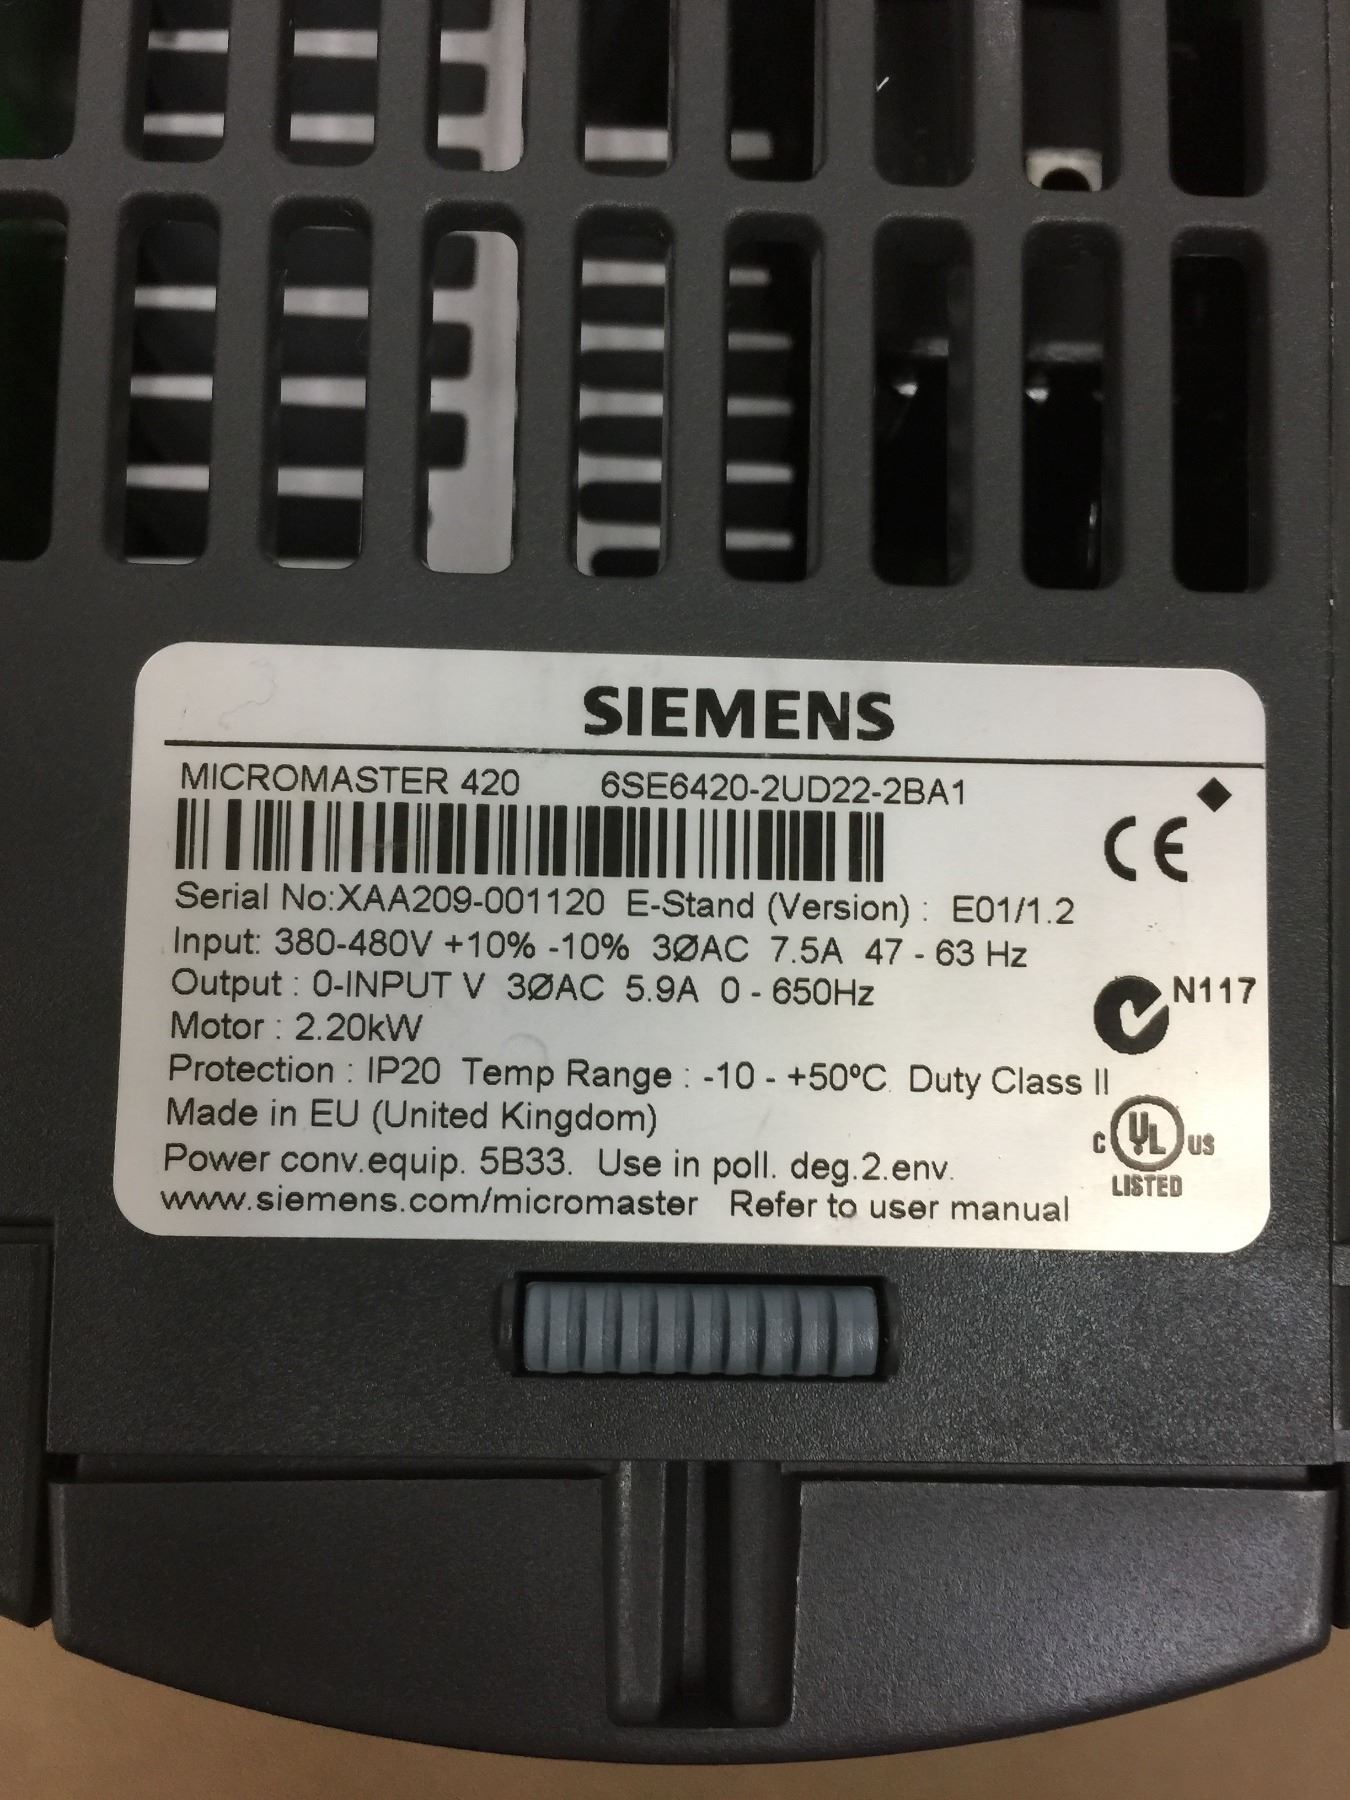 SIEMENS
MICROMASTER 420 6SE6420-2UD22-2BA1
CE
Serial No:XAA209-001120 E-Stand (Version) : E01/1.2
Input: 380-480V +10% -10% 3ØAC 7.5A 47 - 63 Hz
Output : 0-INPUT V 3ØAC 5.9A 0 - 650Hz
N117
Motor : 2.20kW
Protection : IP20 Temp Range : -10 - +50ºC Duty Class II
Made in EU (United Kingdom)
C UL US
LISTED
Power conv.equip. 5B33. Use in poll. deg.2.env.
www.siemens.com/micromaster Refer to user manual